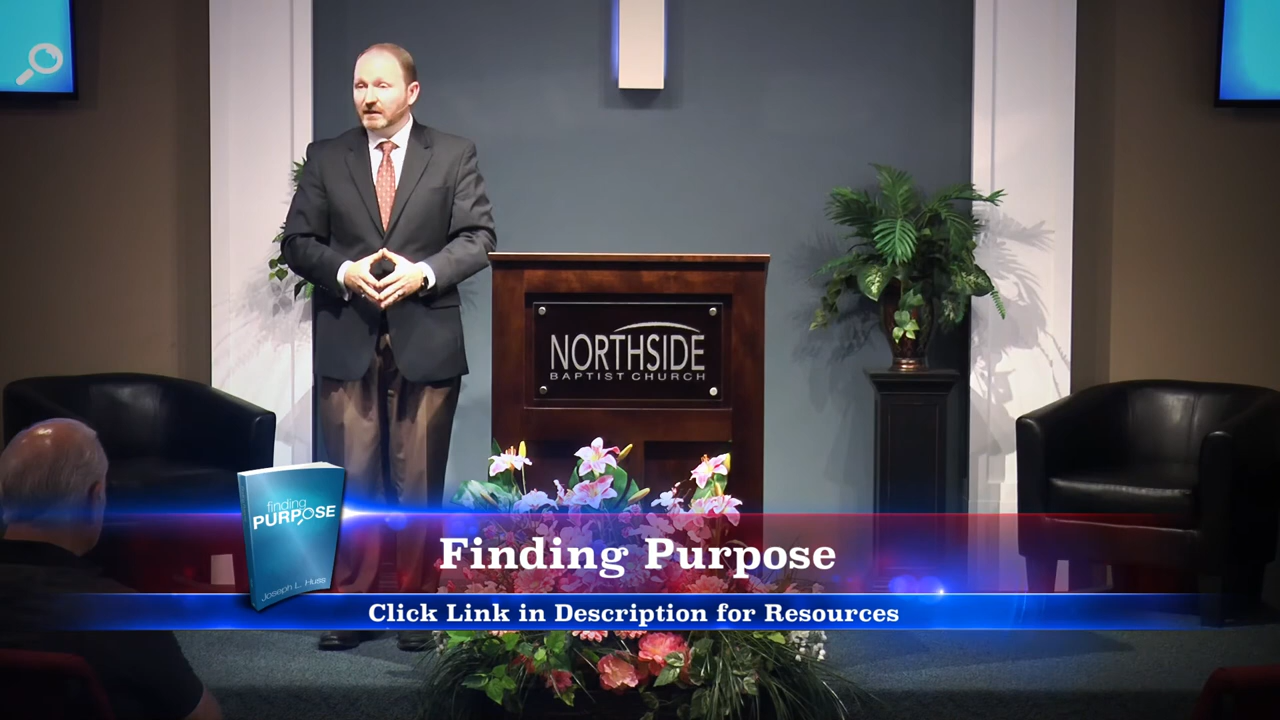 NORTHSIDE
BAPTIST CHURCH
finding
PURPOSE
Joseph L. Huss
Finding Purpose
Click Link in Description for Resources